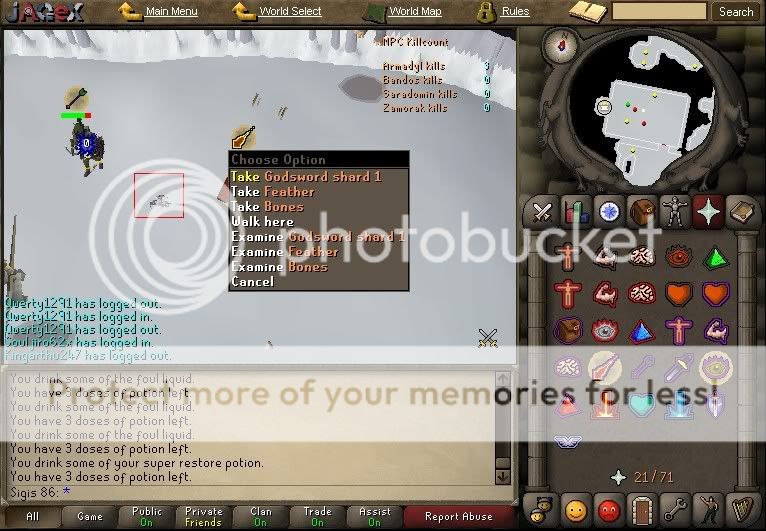 JAGEX
Main Menu
World Select
World Map
Rules
Search
NPC Killcount
Armadyl kills 3
Bandos kills 0
Saradomin kills 0
Zamorak kills 0
0
Choose Option
Take Godsword shard 1
Take Feather
Take Bones
Walk here
Examine Godsword shard 1
Examine Feather
Examine Bones
Cancel
photobucket
Qwerty1291 has logged out.
Qwerty1291 has logged in.
Qwerty1291 has logged out.
Souljiro62x has logged in.
Kingarthu247 has logged out.
You drink some of the foul liquid.
You have 3 doses of potion left.
Protect more of your memories for less!
You drink some of the foul liquid.
You have 3 doses of potion left.
You drink some of the foul liquid.
You have 3 doses of potion left.
You drink some of your super restore potion.
You have 3 doses of potion left.
Sigis 86: *
21/71
All
Game
Public
On
Private
Friends
Clan
On
Trade
On
Assist
On
Report Abuse